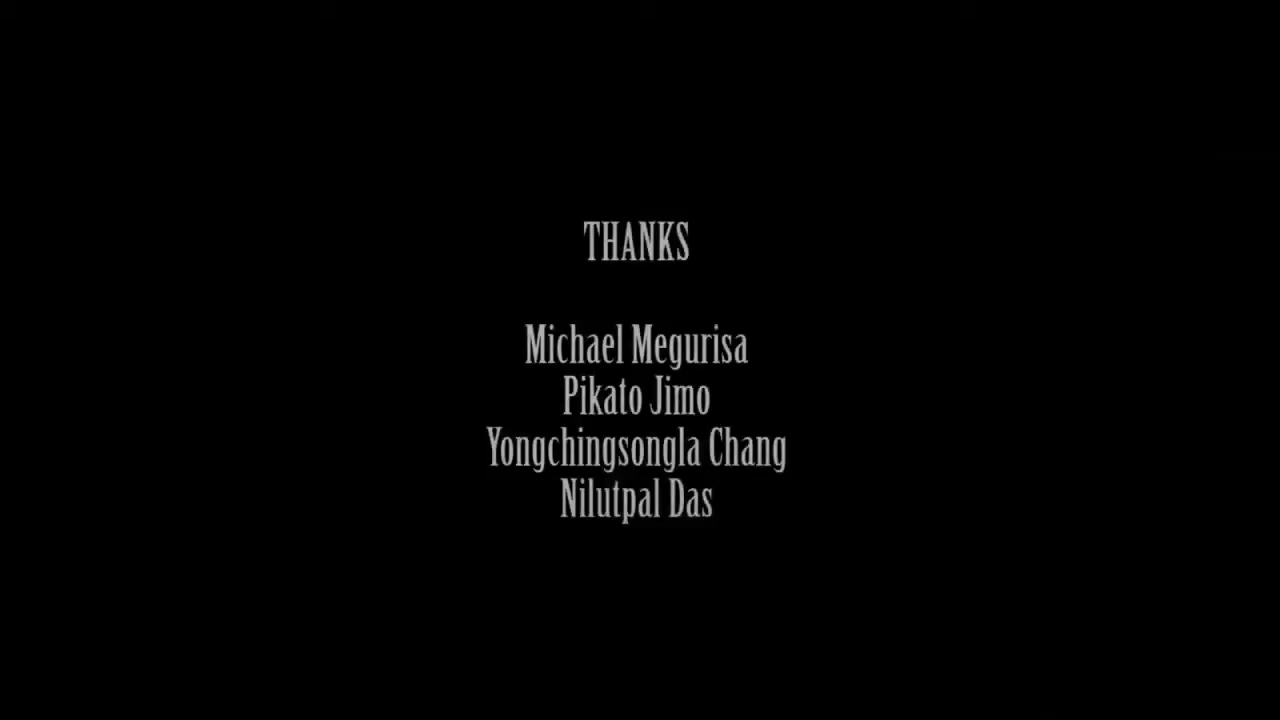 THANKS
Michael Megurisa
Pikato Jimo
Yongchingsongla Chang
Nilutpal Das